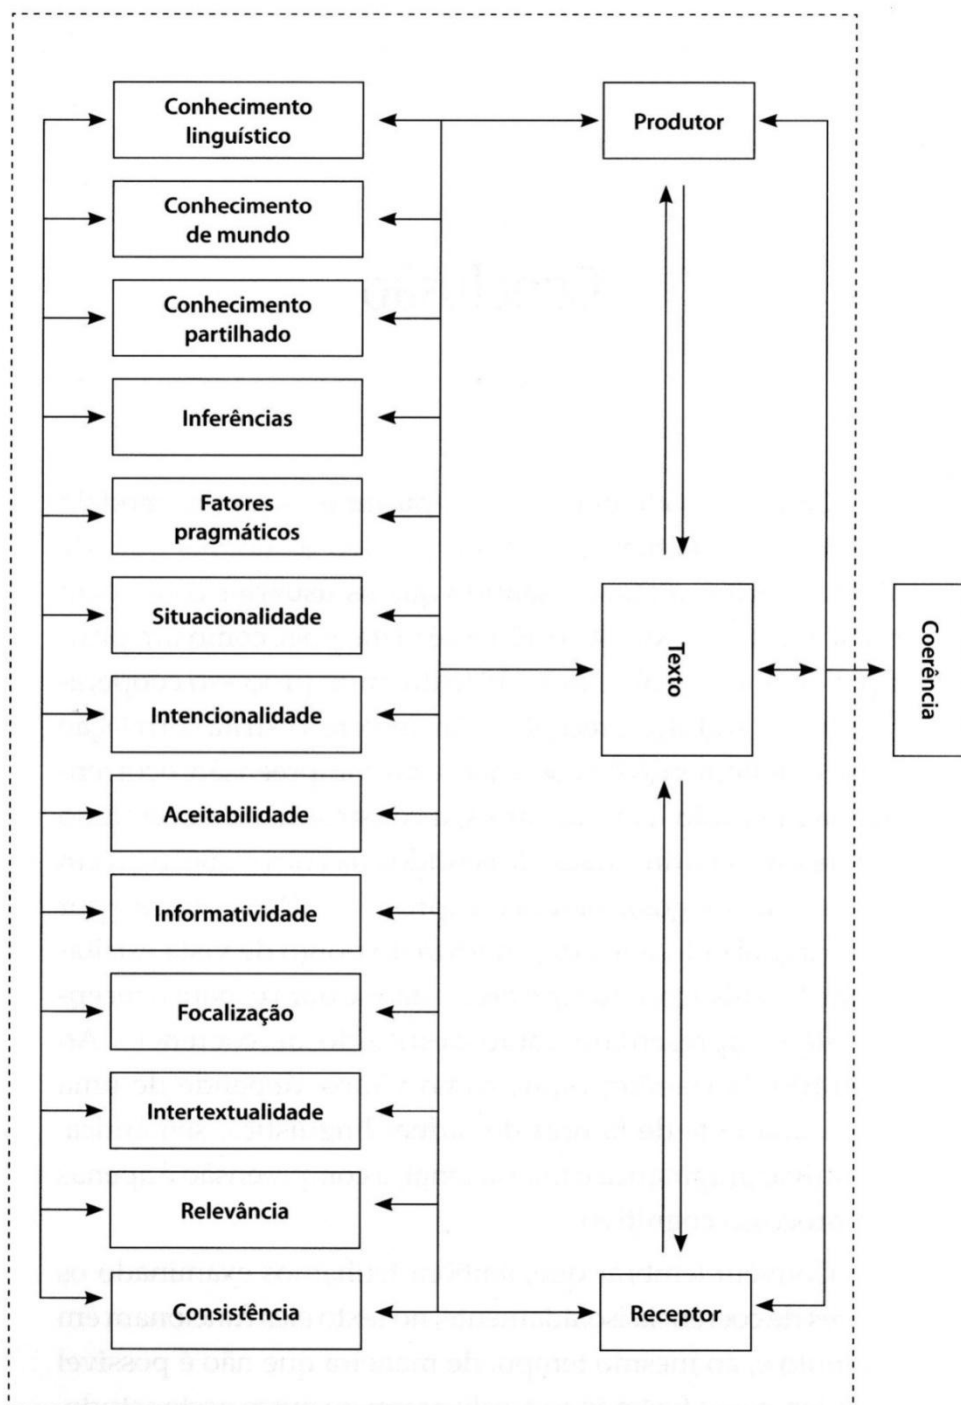 Conhecimento
linguístico
Produtor
Conhecimento
de mundo
Conhecimento
partilhado
Inferências
Fatores
pragmáticos
Situacionalidade
Texto
Coerência
Intencionalidade
Aceitabilidade
Informatividade
Focalização
Intertextualidade
Relevância
Consistência
Receptor